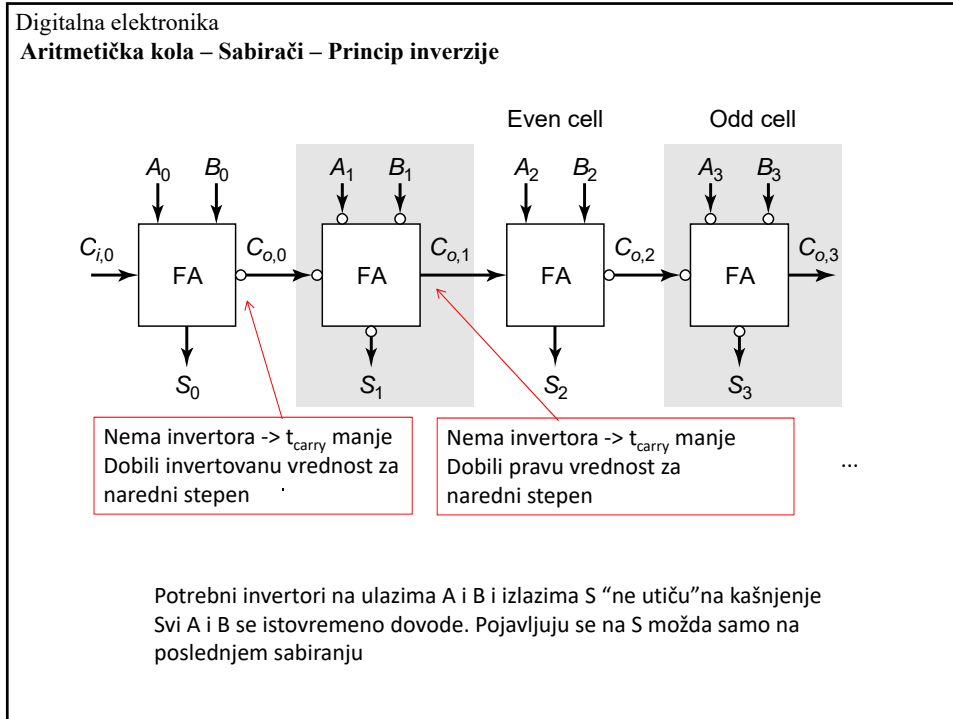 Digitalna elektronika
Aritmetička kola – Sabirači – Princip inverzije
Even cell Odd cell
A0 B0 A1 B1 A2 B2 A3 B3
Ci,0 FA Co,0 FA Co,1 FA Co,2 FA Co,3
S0 S1 S2 S3
Nema invertora -> tcarry manje
Dobili invertovanu vrednost za
naredni stepen
Nema invertora -> tcarry manje
Dobili pravu vrednost za
naredni stepen
...
Potrebni invertori na ulazima A i B i izlazima S “ne utiču”na kašnjenje
Svi A i B se istovremeno dovode. Pojavljuju se na S možda samo na
poslednjem sabiranju